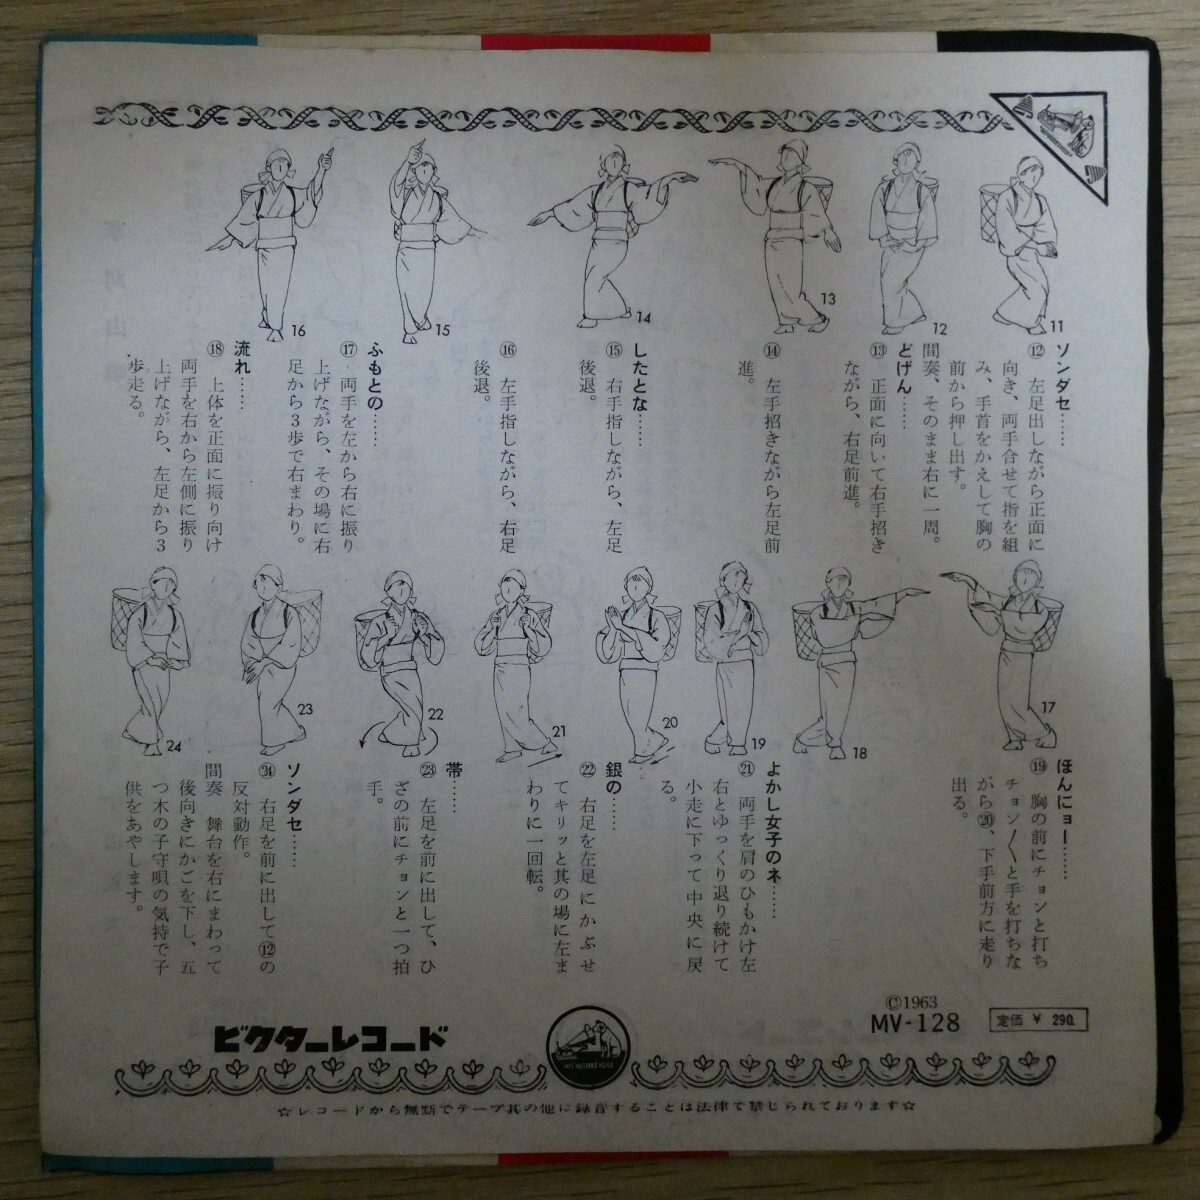 11
12
13
14
15
16
ソンダセ……
⑫ 左足出しながら正面に
向き、両手合せて指を組
み、手首をかえして胸の
前から押し出す。
間奏、そのまま右に一周。
どげん……
⑬ 正面に向いて右手招き
ながら、右足前進。
⑭ 左手招きながら左足前
進。
したとな……
⑮ 右手指しながら、左足
後退。
⑯ 左手指しながら、右足
後退。
ふもとの……
⑰ 両手を左から右に振り
上げながら、その場に右
足から3歩で右まわり。
流れ……
⑱ 上体を正面に振り向け
両手を右から左側に振り
上げながら、左足から3
歩走る。
17
18
19
20
21
22
23
24
ほんにョー……
⑲ 胸の前にチョンと打ち
チョン〳〵と手を打ちな
がら⑳、下手前方に走り
出る。
よかし女子のネ……
㉑ 両手を肩のひもかけ左
右とゆっくり退り続けて
小走に下って中央に戻
る。
銀の……
㉒ 右足を左足にかぶせ
てキリッと其の場に左ま
わりに一回転。
帯……
㉓ 左足を前に出して、ひ
ざの前にチョンと一つ拍
手。
ソンダセ……
㉞ 右足を前に出して⑫の
反対動作。
間奏 舞台を右にまわって
後向きにかごを下し、五
つ木の子守唄の気持で子
供をあやします。
©1963
MV-128
定価 ¥ 290.
ビクターレコード
HIS MASTER'S VOICE
☆レコードから無断でテープ其の他に録音することは法律で禁じられております☆